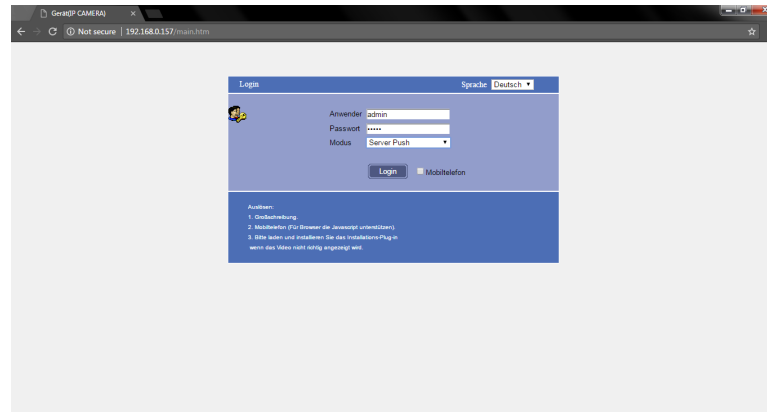 Gerät(IP CAMERA)
Not secure | 192.168.0.157/main.htm
Login
Sprache Deutsch
Anwender admin
Passwort •••••
Modus Server Push
Login Mobiltelefon
Auslösen:
1. Großschreibung.
2. Mobiltelefon (Für Browser die Javascript unterstützen).
3. Bitte laden und installieren Sie das Installations-Plug-in
wenn das Video nicht richtig angezeigt wird.